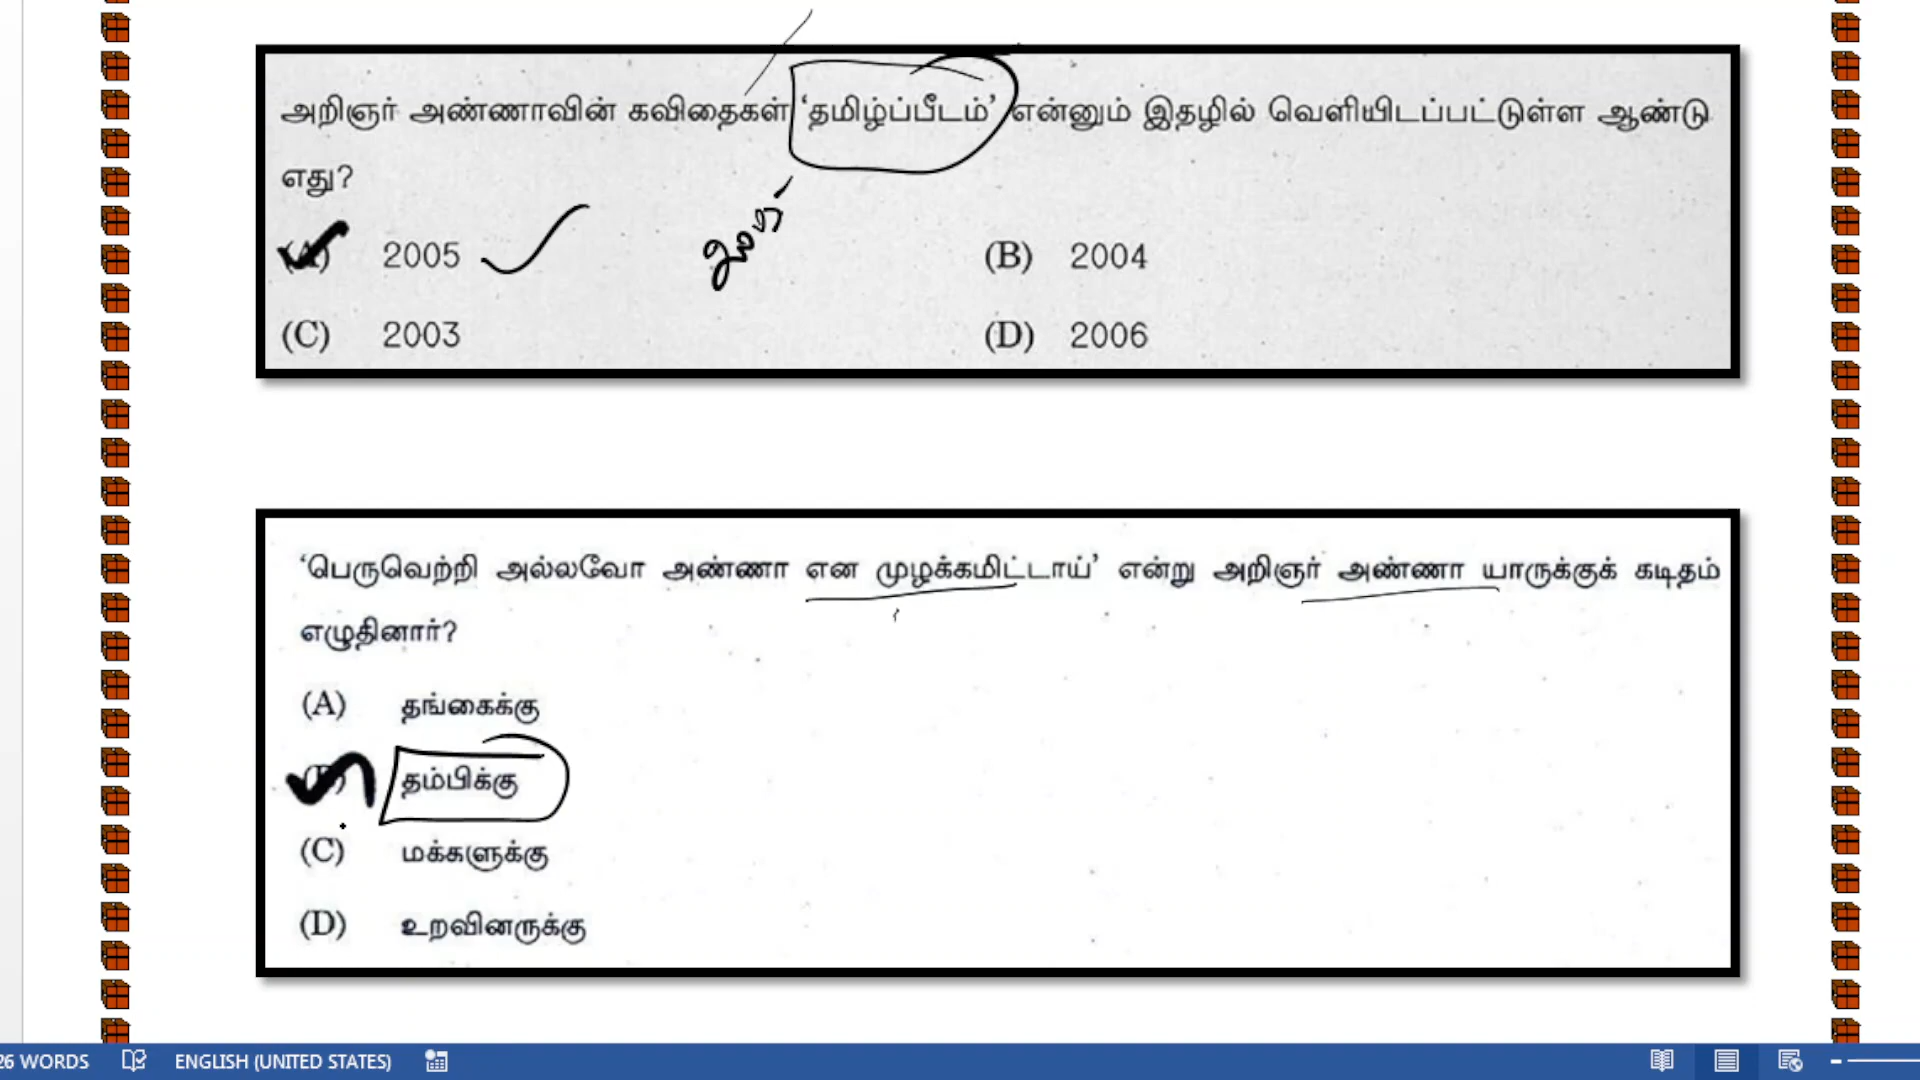 அறிஞர் அண்ணாவின் கவிதைகள் ‘தமிழ்ப்பீடம்’ என்னும் இதழில் வெளியிடப்பட்டுள்ள ஆண்டு
எது?
(A) 2005 (B) 2004
(C) 2003 (D) 2006
‘பெருவெற்றி அல்லவோ அண்ணா என முழக்கமிட்டாய்’ என்று அறிஞர் அண்ணா யாருக்குக் கடிதம்
எழுதினார்?
(A) தங்கைக்கு
தம்பிக்கு
(C) மக்களுக்கு
(D) உறவினருக்கு
26 WORDS ENGLISH (UNITED STATES)